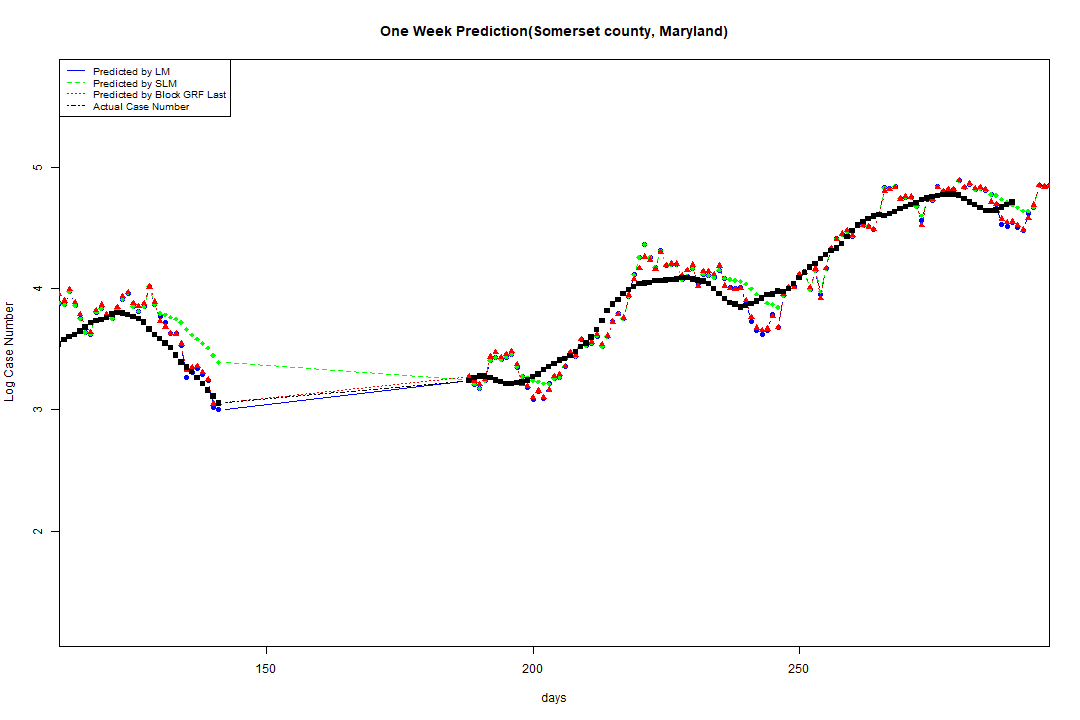 One Week Prediction(Somerset county, Maryland)
Predicted by LM
Predicted by SLM
Predicted by Block GRF Last
Actual Case Number
5
4
3
2
Log Case Number
150
200
250
days